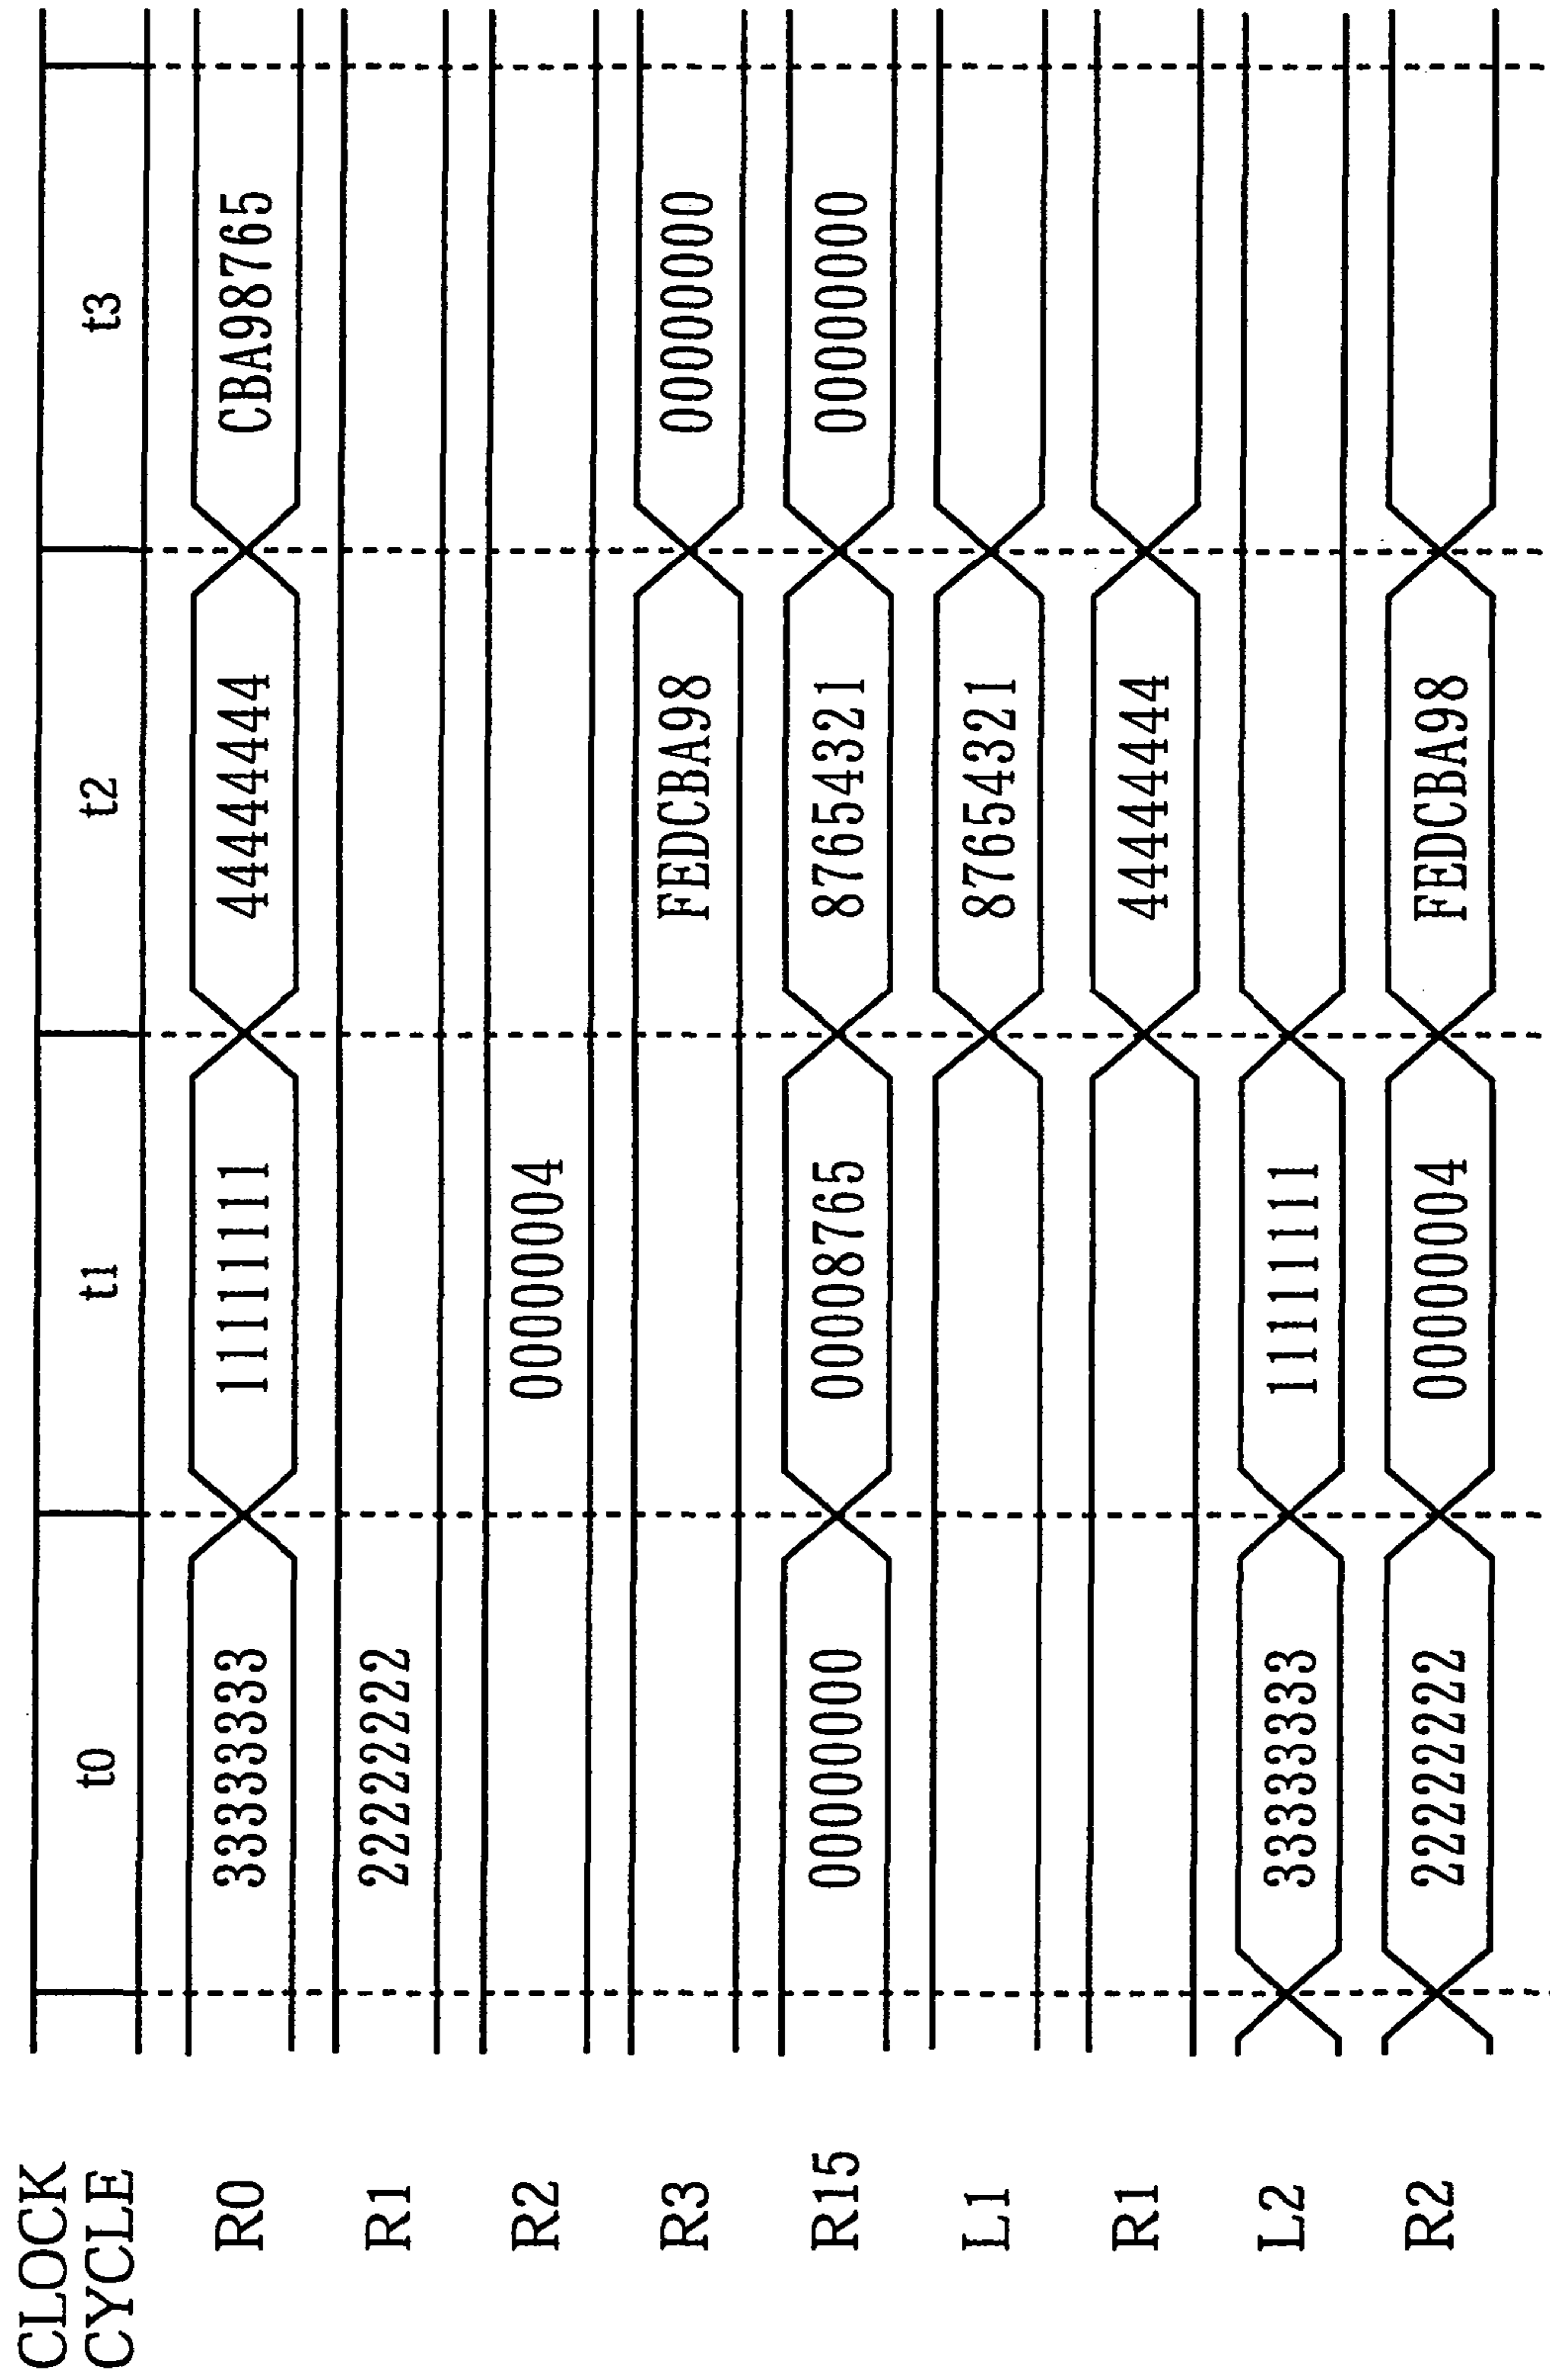 CLOCK
CYCLE t0 t1 t2 t3
R0 33333333 11111111 44444444 CBA98765
R1 22222222
R2 00000004
R3 FEDCBA98 00000000
R15 00000000 00008765 87654321 00000000
L1 87654321
R1 44444444
L2 33333333 11111111
R2 22222222 00000004 FEDCBA98